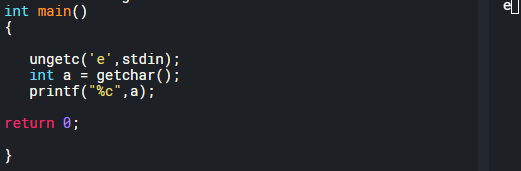 int main()
{
ungetc('e',stdin);
int a = getchar();
printf("%c",a);
return 0;
}
e